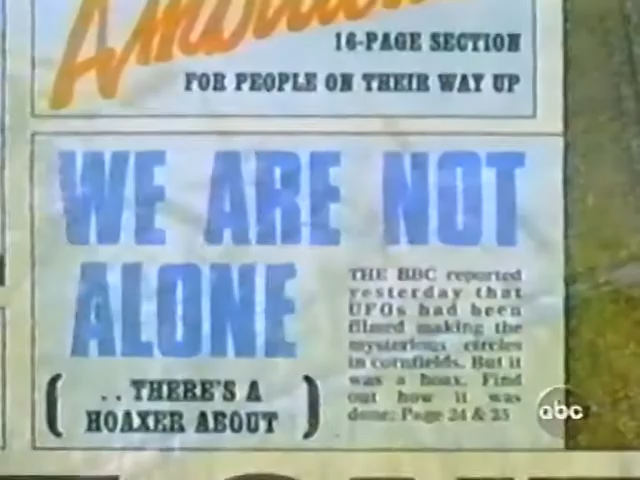 16-PAGE SECTION
FOR PEOPLE ON THEIR WAY UP
WE ARE NOT
ALONE
(..THERE'S A
HOAXER ABOUT)
THE BBC reported
yesterday that
UFOs had been
filmed making the
mysterious circles
in cornfields. But it
was a hoax. Find
out how it was
done: Page 24 & 25
abc